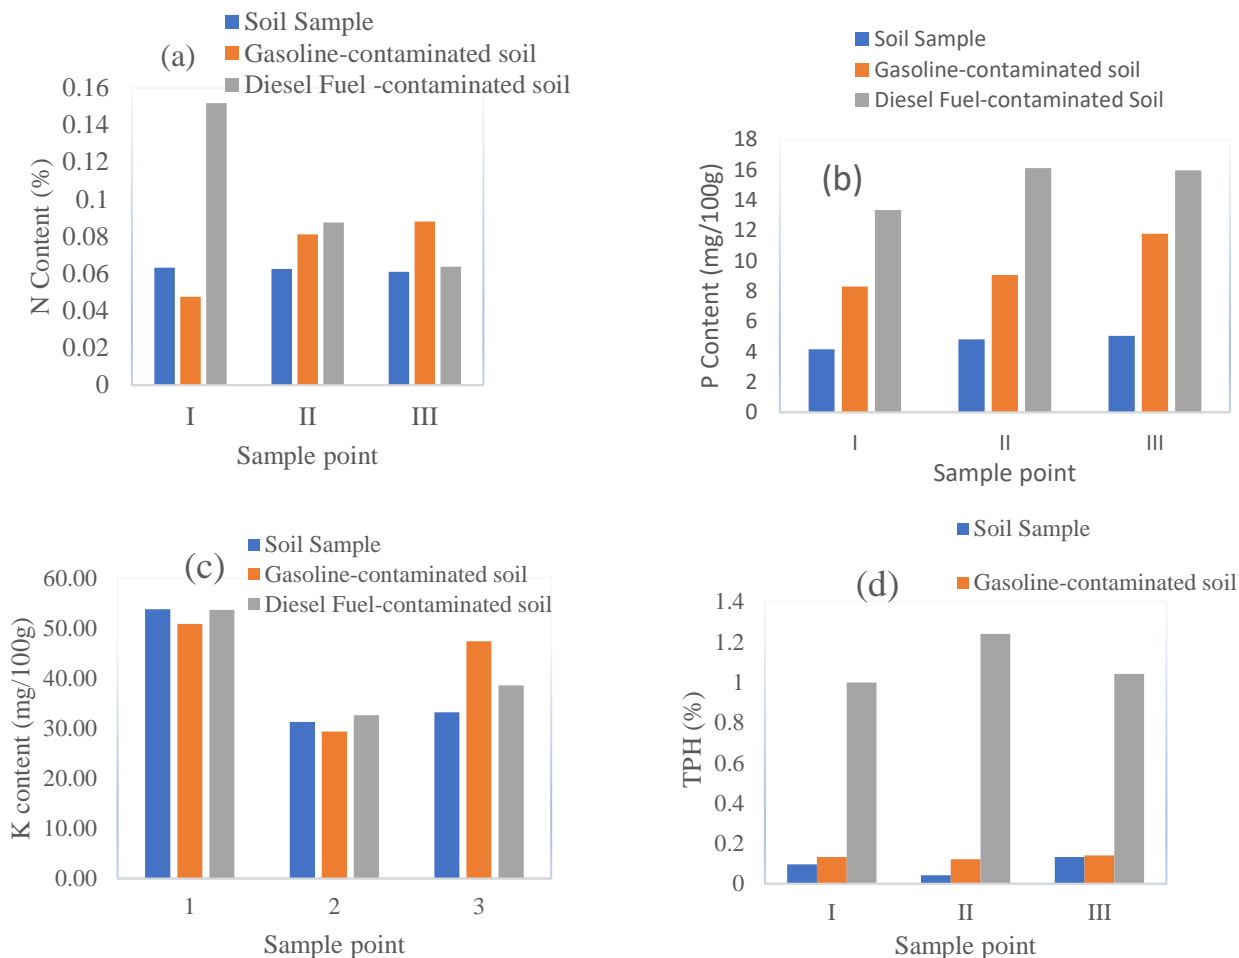 (a)
Soil Sample
Gasoline-contaminated soil
Diesel Fuel -contaminated soil
N Content (%)
0.16
0.14
0.12
0.1
0.08
0.06
0.04
0.02
0
I II III
Sample point
Soil Sample
Gasoline-contaminated soil
Diesel Fuel-contaminated Soil
(b)
P Content (mg/100g)
18
16
14
12
10
8
6
4
2
0
I II III
Sample point
(c)
Soil Sample
Gasoline-contaminated soil
Diesel Fuel-contaminated soil
K content (mg/100g)
60.00
50.00
40.00
30.00
20.00
10.00
0.00
1 2 3
Sample point
Soil Sample
(d)
Gasoline-contaminated soil
TPH (%)
1.4
1.2
1
0.8
0.6
0.4
0.2
0
I II III
Sample point